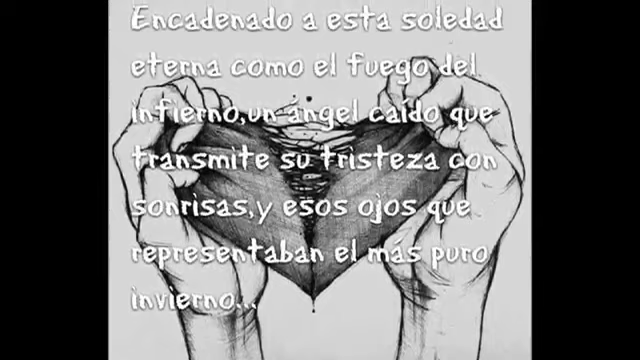 Encadenado a esta soledad
eterna como el fuego del
infierno,un ángel caído que
transmite su tristeza con
sonrisas,y esos ojos que
representaban el más puro
invierno...